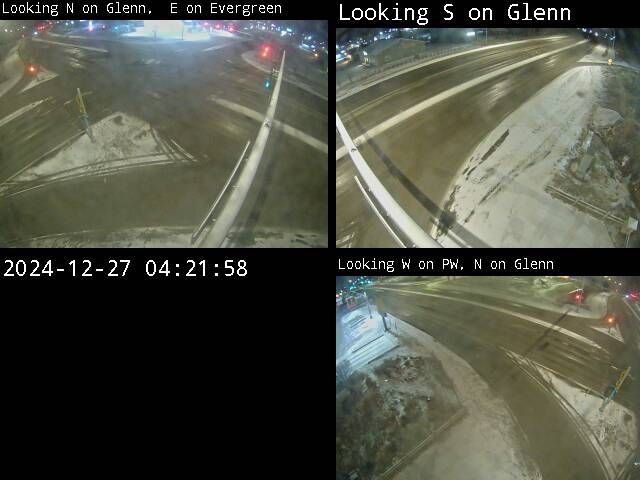 Looking N on Glenn,  E on Evergreen
Looking S on Glenn
2024-12-27 04:21:58
Looking W on PW, N on Glenn